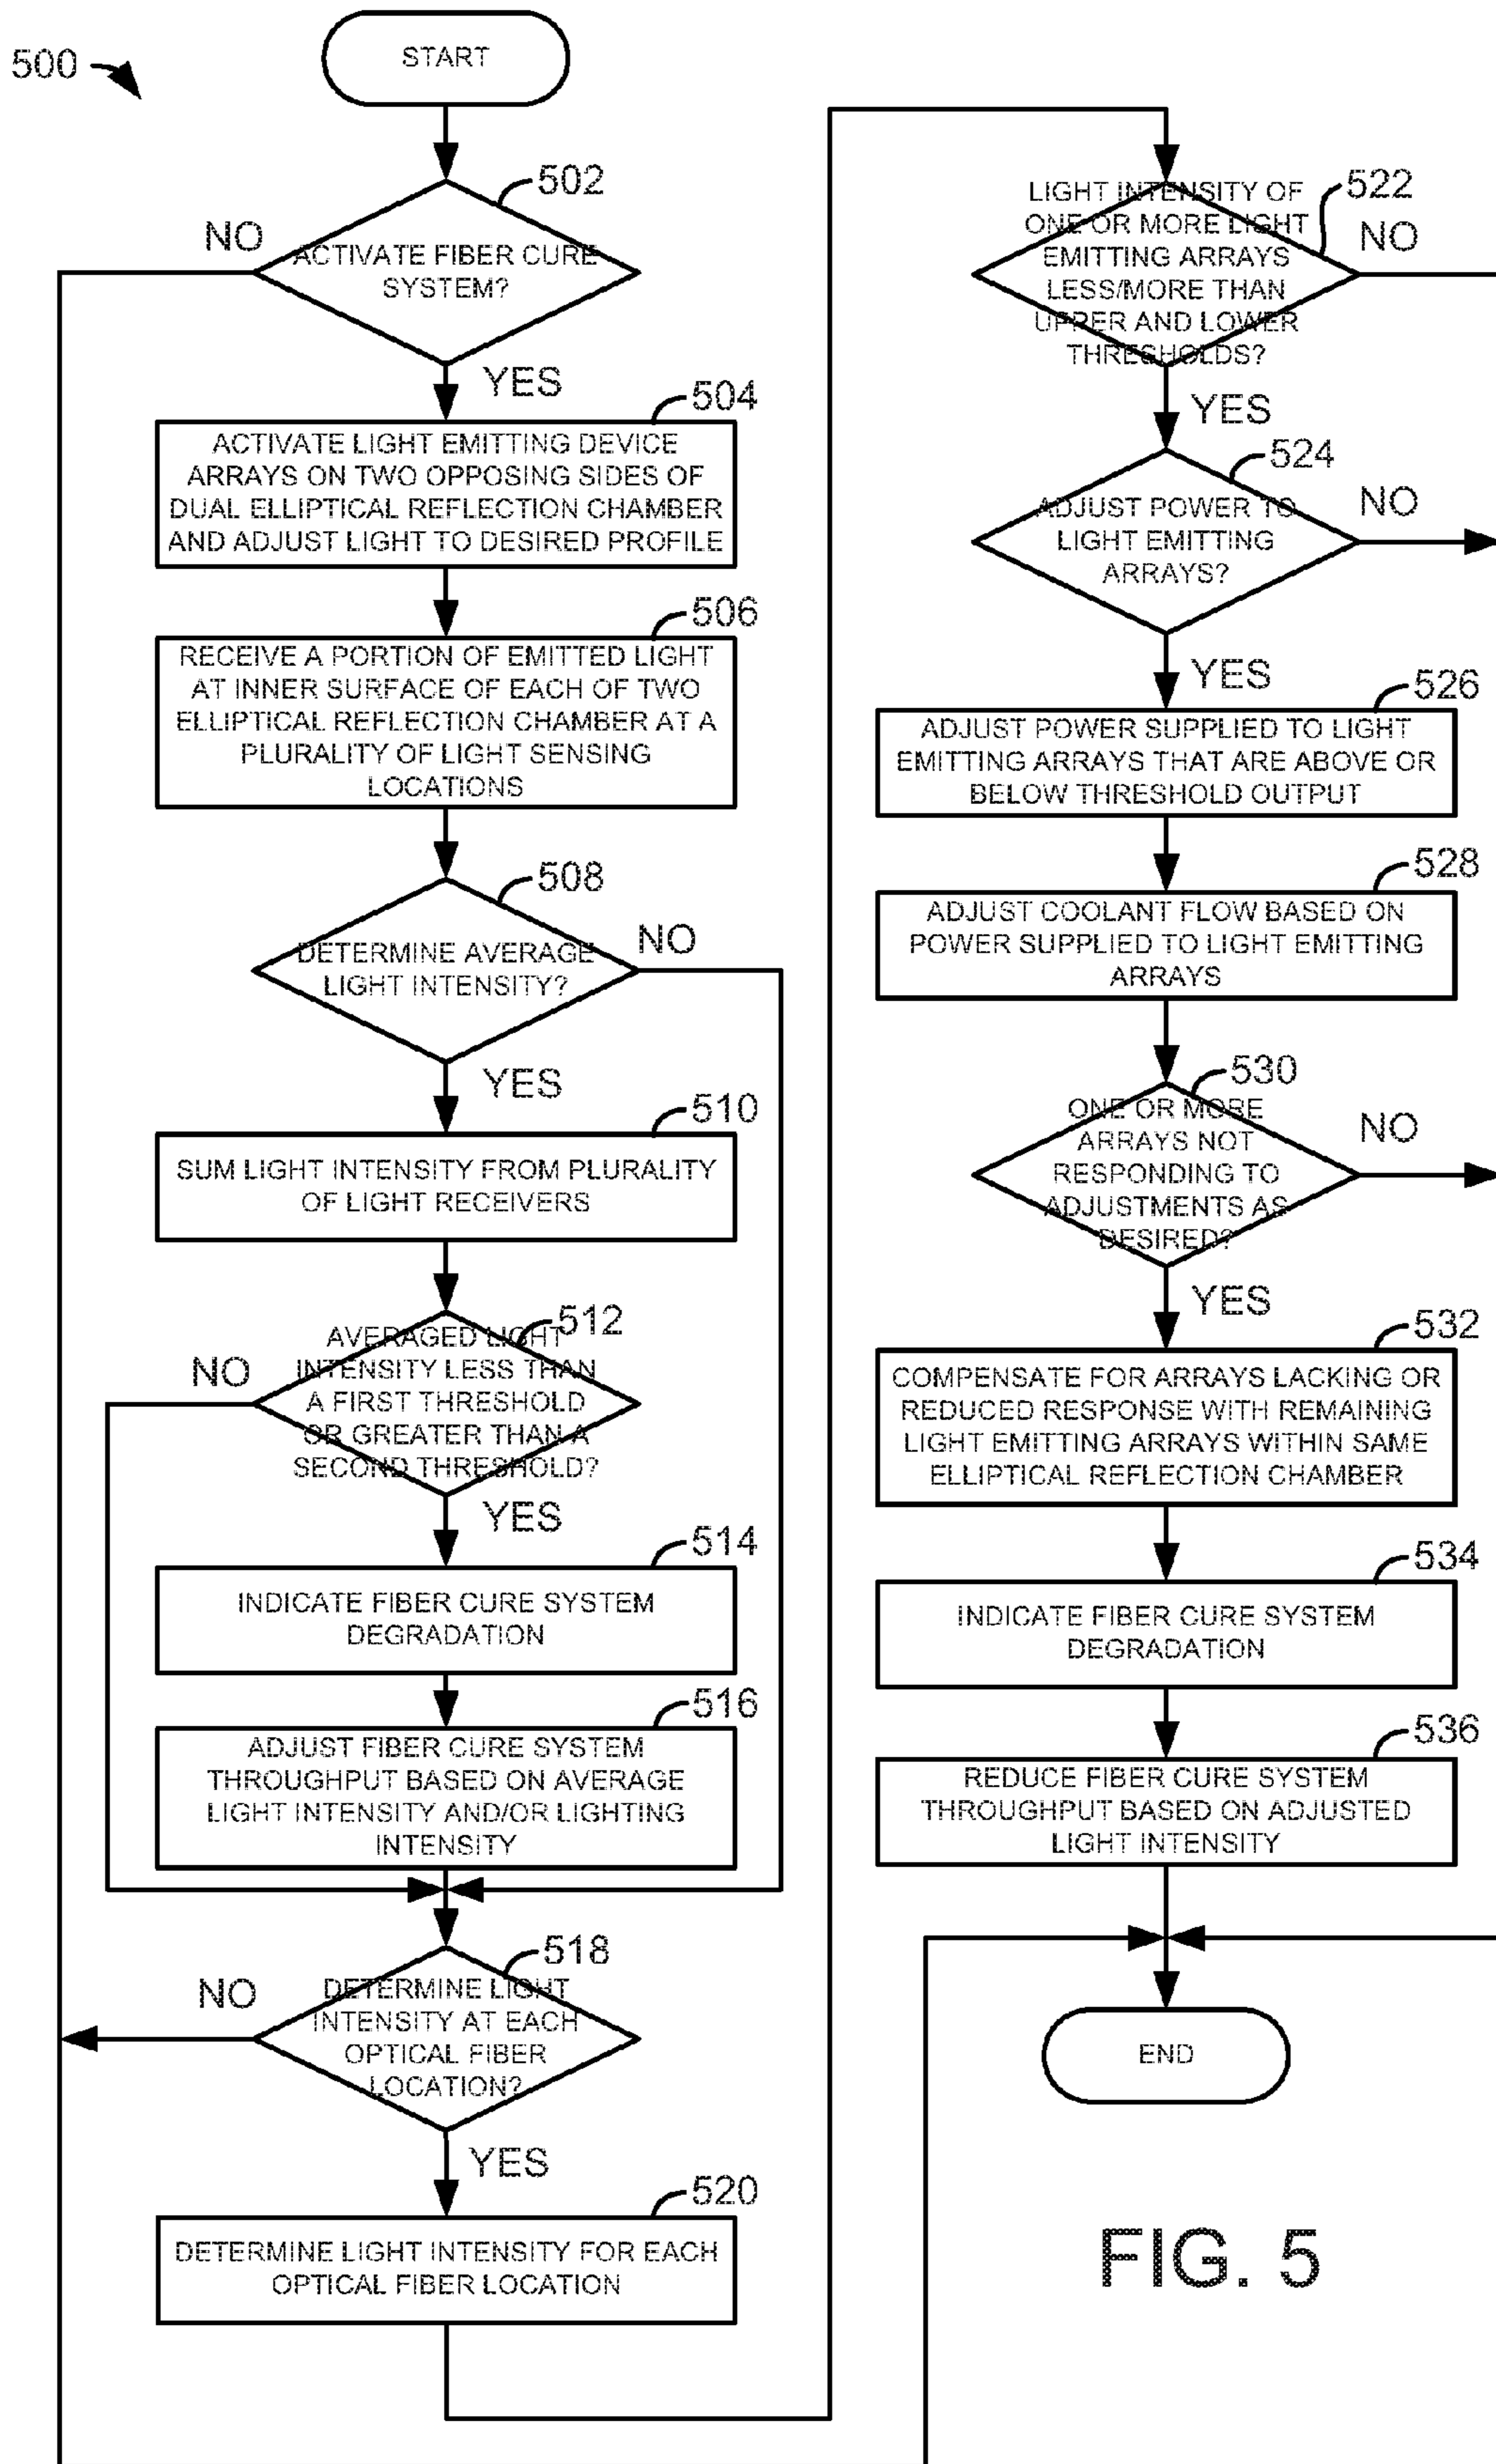 500
START
502
NO
ACTIVATE FIBER CURE
SYSTEM?
YES
504
ACTIVATE LIGHT EMITTING DEVICE
ARRAYS ON TWO OPPOSING SIDES OF
DUAL ELLIPTICAL REFLECTION CHAMBER
AND ADJUST LIGHT TO DESIRED PROFILE
506
RECEIVE A PORTION OF EMITTED LIGHT
AT INNER SURFACE OF EACH OF TWO
ELLIPTICAL REFLECTION CHAMBER AT A
PLURALITY OF LIGHT SENSING
LOCATIONS
508
DETERMINE AVERAGE
LIGHT INTENSITY?
NO
YES
510
SUM LIGHT INTENSITY FROM PLURALITY
OF LIGHT RECEIVERS
512
NO
AVERAGED LIGHT
INTENSITY LESS THAN
A FIRST THRESHOLD
OR GREATER THAN A
SECOND THRESHOLD?
YES
514
INDICATE FIBER CURE SYSTEM
DEGRADATION
516
ADJUST FIBER CURE SYSTEM
THROUGHPUT BASED ON AVERAGE
LIGHT INTENSITY AND/OR LIGHTING
INTENSITY
518
NO
DETERMINE LIGHT
INTENSITY AT EACH
OPTICAL FIBER
LOCATION?
YES
520
DETERMINE LIGHT INTENSITY FOR EACH
OPTICAL FIBER LOCATION
522
LIGHT INTENSITY OF
ONE OR MORE LIGHT
EMITTING ARRAYS
LESS/MORE THAN
UPPER AND LOWER
THRESHOLDS?
NO
YES
524
ADJUST POWER TO
LIGHT EMITTING
ARRAYS?
NO
YES
526
ADJUST POWER SUPPLIED TO LIGHT
EMITTING ARRAYS THAT ARE ABOVE OR
BELOW THRESHOLD OUTPUT
528
ADJUST COOLANT FLOW BASED ON
POWER SUPPLIED TO LIGHT EMITTING
ARRAYS
530
ONE OR MORE
ARRAYS NOT
RESPONDING TO
ADJUSTMENTS AS
DESIRED?
NO
YES
532
COMPENSATE FOR ARRAYS LACKING OR
REDUCED RESPONSE WITH REMAINING
LIGHT EMITTING ARRAYS WITHIN SAME
ELLIPTICAL REFLECTION CHAMBER
534
INDICATE FIBER CURE SYSTEM
DEGRADATION
536
REDUCE FIBER CURE SYSTEM
THROUGHPUT BASED ON ADJUSTED
LIGHT INTENSITY
END
FIG. 5